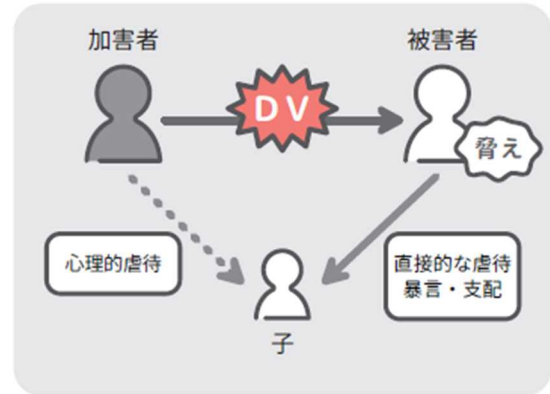 加害者
被害者
DV
脅え
心理的虐待
直接的な虐待
暴言・支配
子